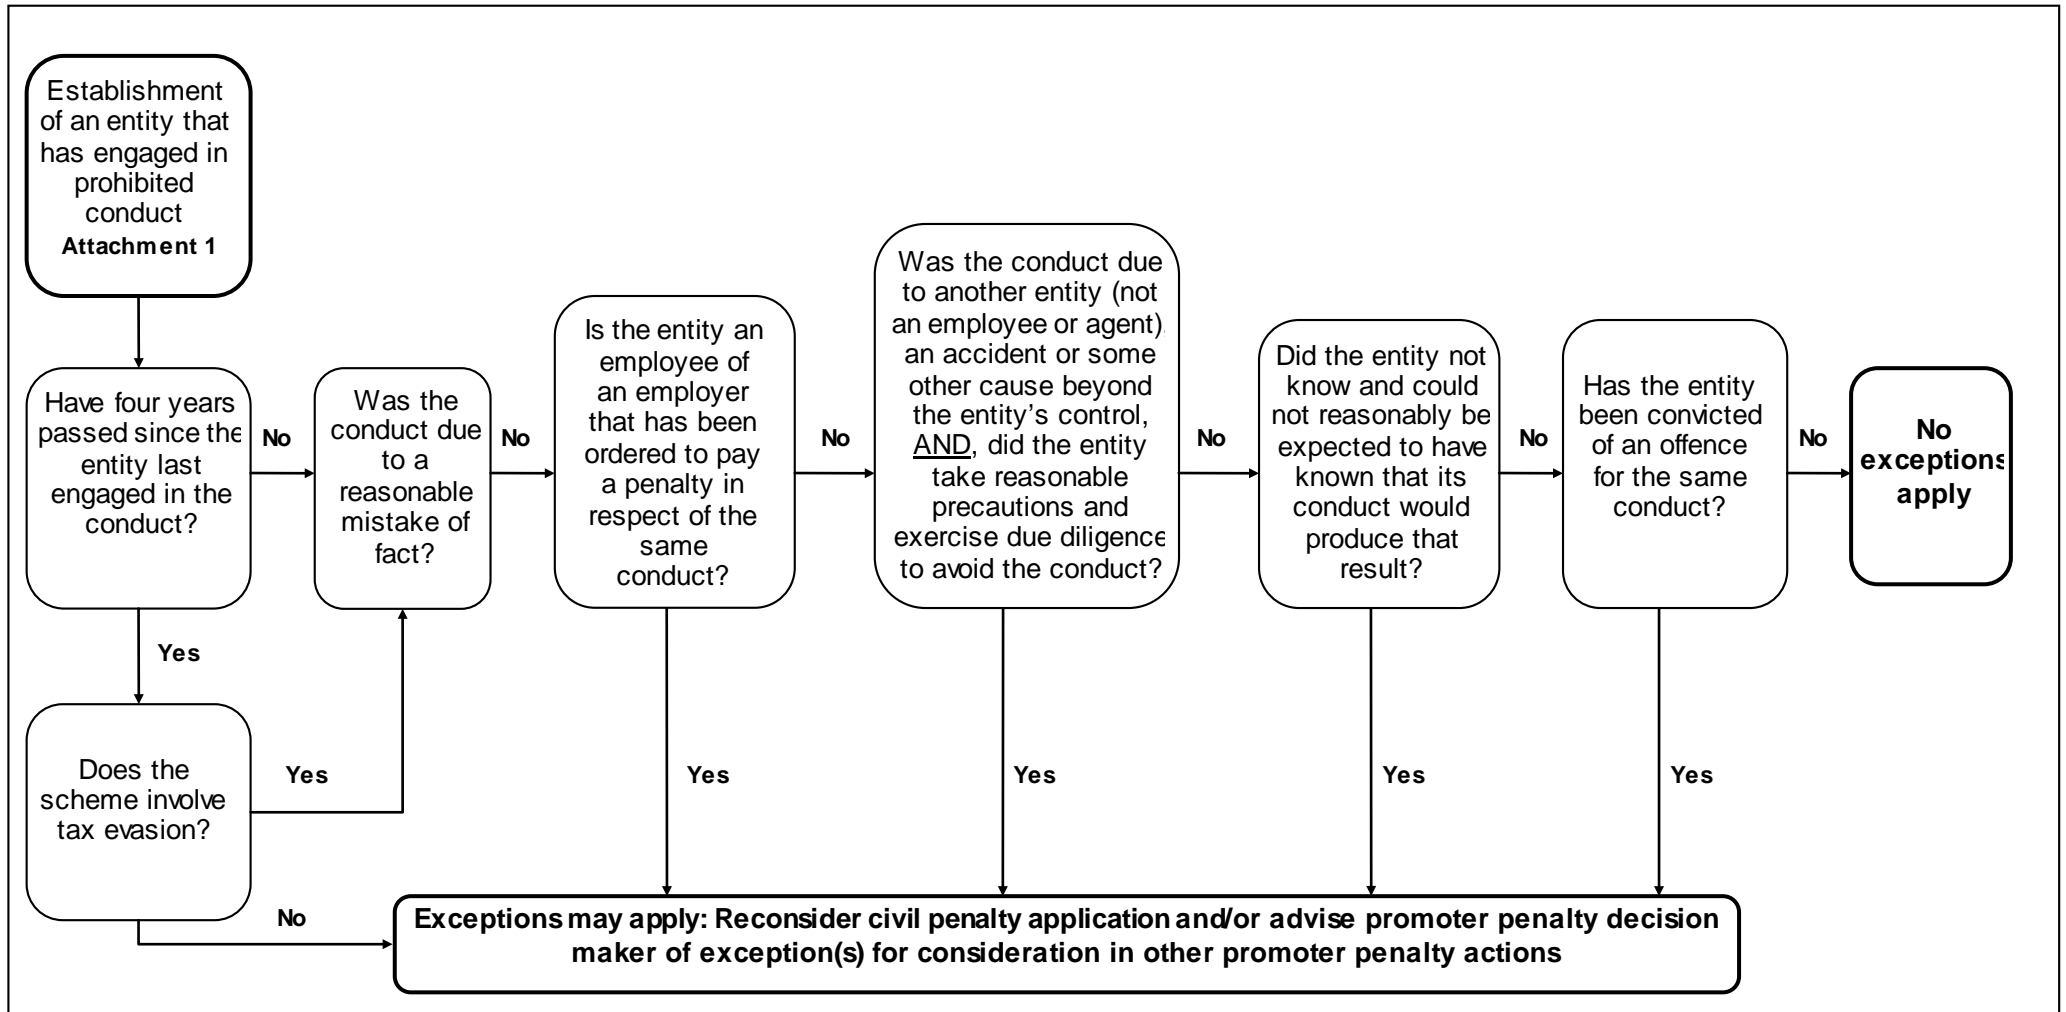 Establishment
of an entity that
has engaged in
prohibited
conduct
Attachment 1
Have four years
passed since the
entity last
engaged in the
conduct?
No
Was the
conduct due
to a
reasonable
mistake of
fact?
No
Is the entity an
employee of
an employer
that has been
ordered to pay
a penalty in
respect of the
same
conduct?
No
Was the conduct due
to another entity (not
an employee or agent),
an accident or some
other cause beyond
the entity's control,
AND, did the entity
take reasonable
precautions and
exercise due diligence
to avoid the conduct?
No
Did the entity not
know and could
not reasonably be
expected to have
known that its
conduct would
produce that
result?
No
Has the entity
been convicted
of an offence
for the same
conduct?
No
No
exceptions
apply
Yes
Does the
scheme involve
tax evasion?
Yes
Yes
Yes
Yes
Yes
No
Exceptions may apply: Reconsider civil penalty application and/or advise promoter penalty decision
maker of exception(s) for consideration in other promoter penalty actions